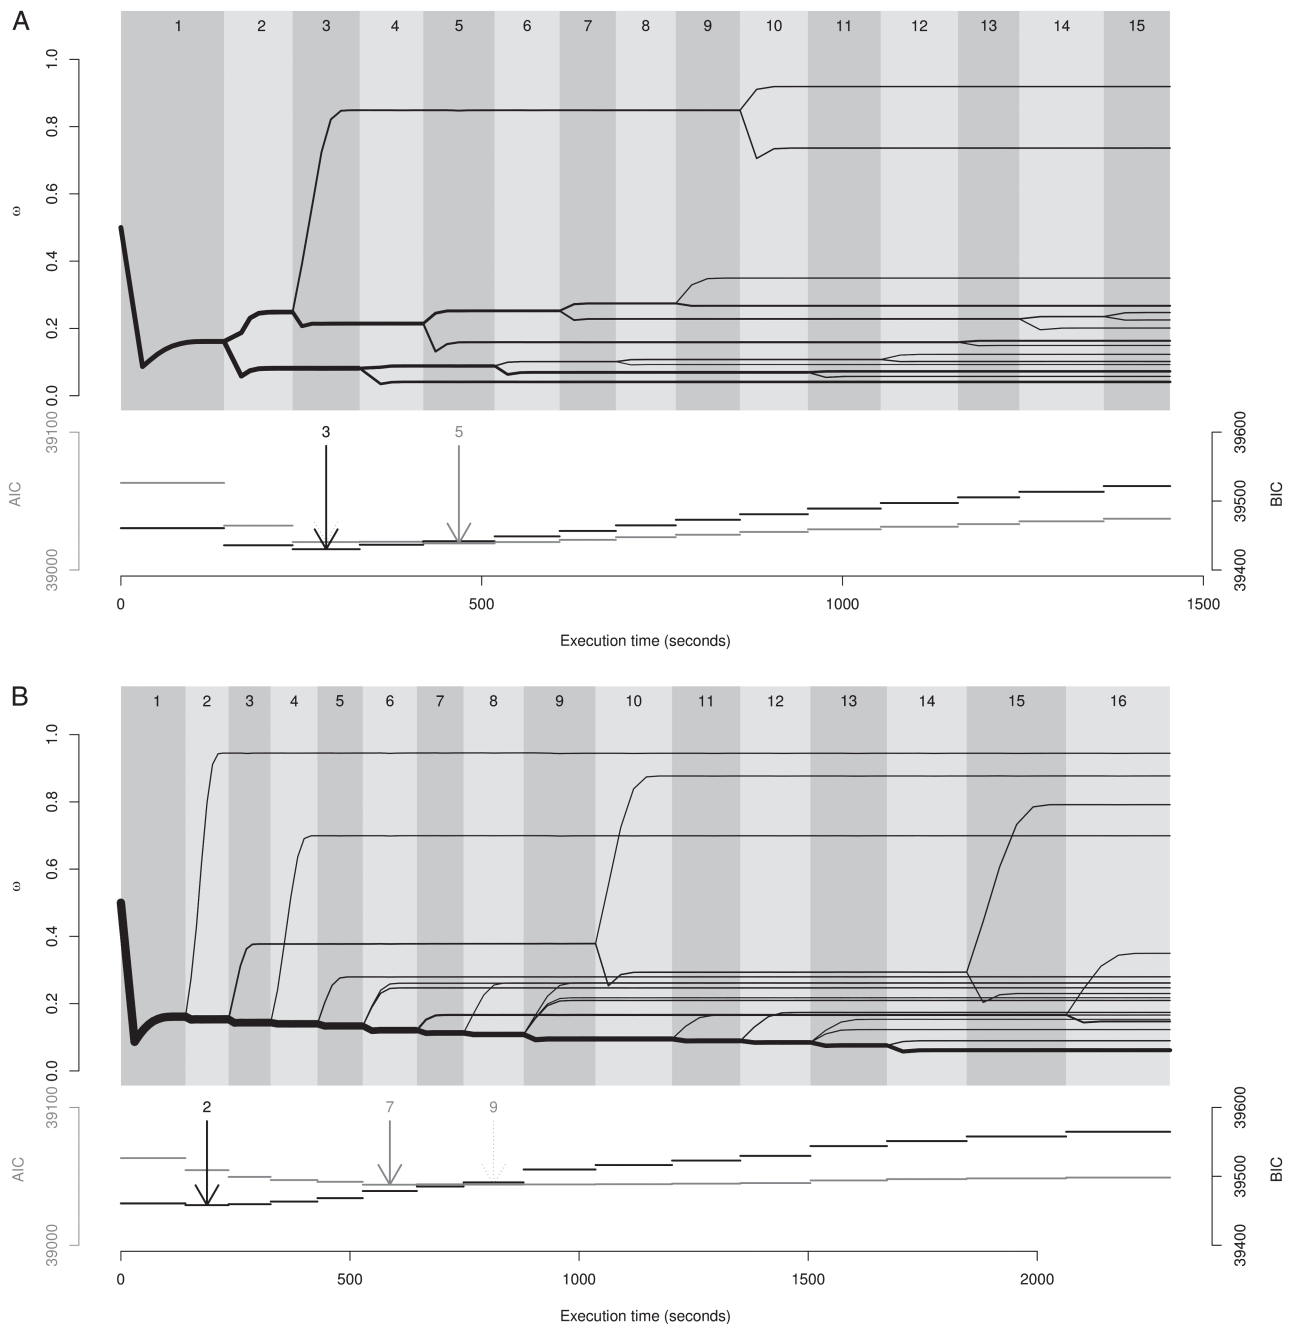 A
1 2 3 4 5 6 7 8 9 10 11 12 13 14 15
ω
0.0 0.2 0.4 0.6 0.8 1.0
3 5
AIC
39000 39100
BIC
39400 39500 39600
0 500 1000 1500
Execution time (seconds)
B
1 2 3 4 5 6 7 8 9 10 11 12 13 14 15 16
ω
0.0 0.2 0.4 0.6 0.8 1.0
2 7 9
AIC
39000 39100
BIC
39400 39500 39600
0 500 1000 1500 2000
Execution time (seconds)